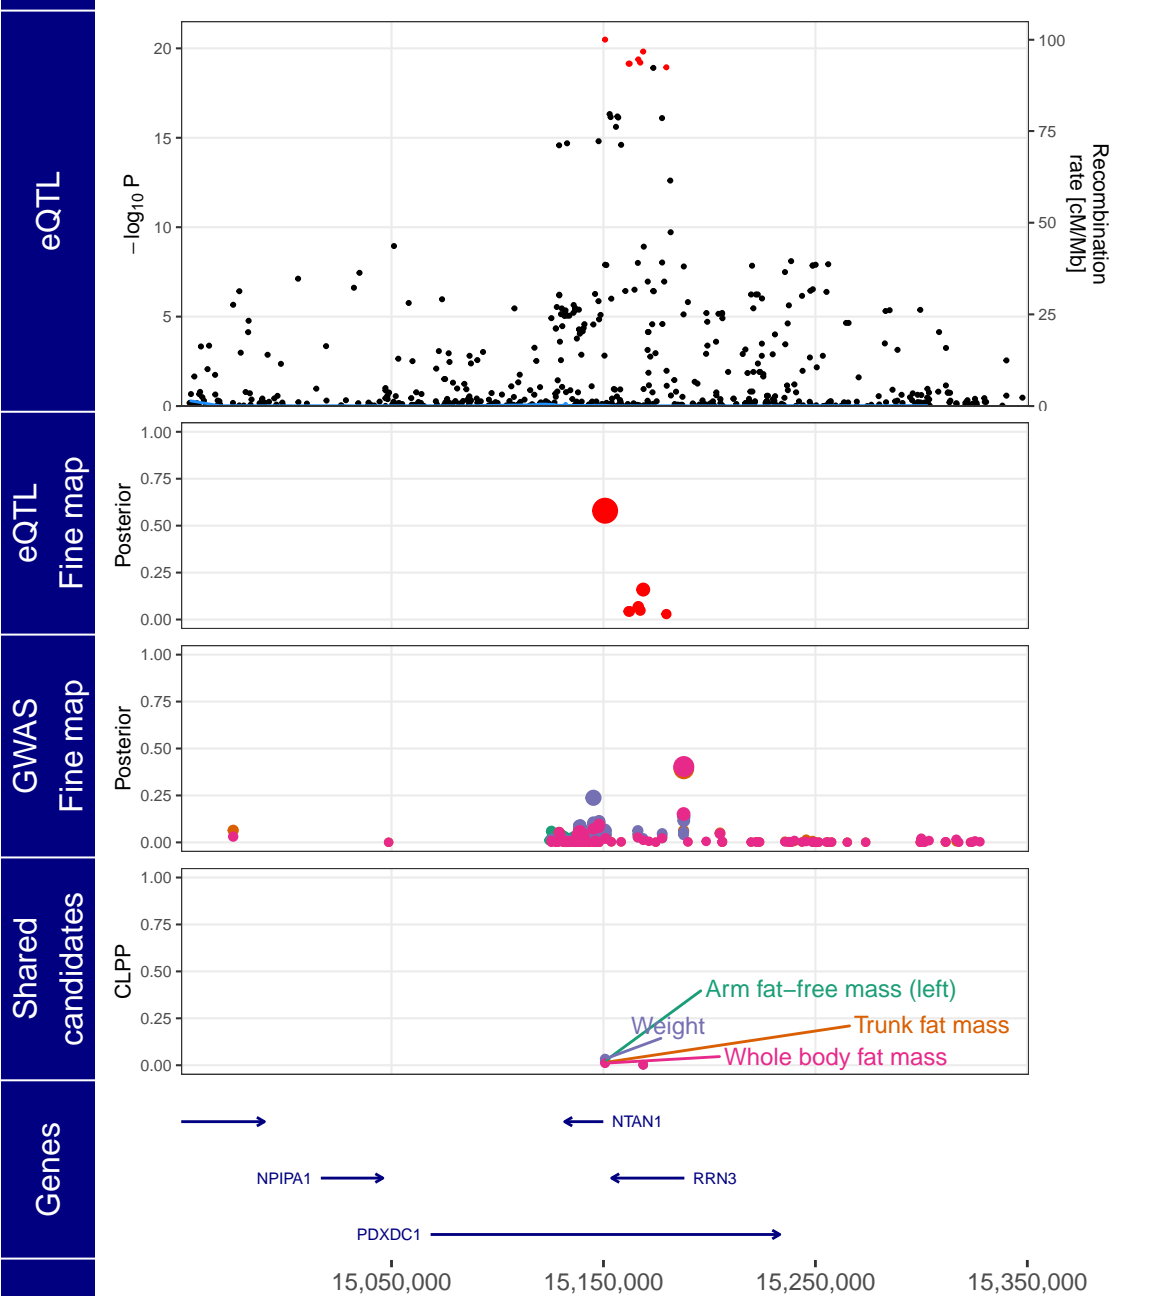 eQTL
−log10 P
20
15
10
5
0
100
75
50
25
0
Recombination
rate [cM/Mb]
eQTL
Fine map
Posterior
1.00
0.75
0.50
0.25
0.00
GWAS
Fine map
Posterior
1.00
0.75
0.50
0.25
0.00
Shared
candidates
CLPP
1.00
0.75
0.50
0.25
0.00
Arm fat−free mass (left)
Weight
Trunk fat mass
Whole body fat mass
Genes
NTAN1
NPIPA1
RRN3
PDXDC1
15,050,000
15,150,000
15,250,000
15,350,000